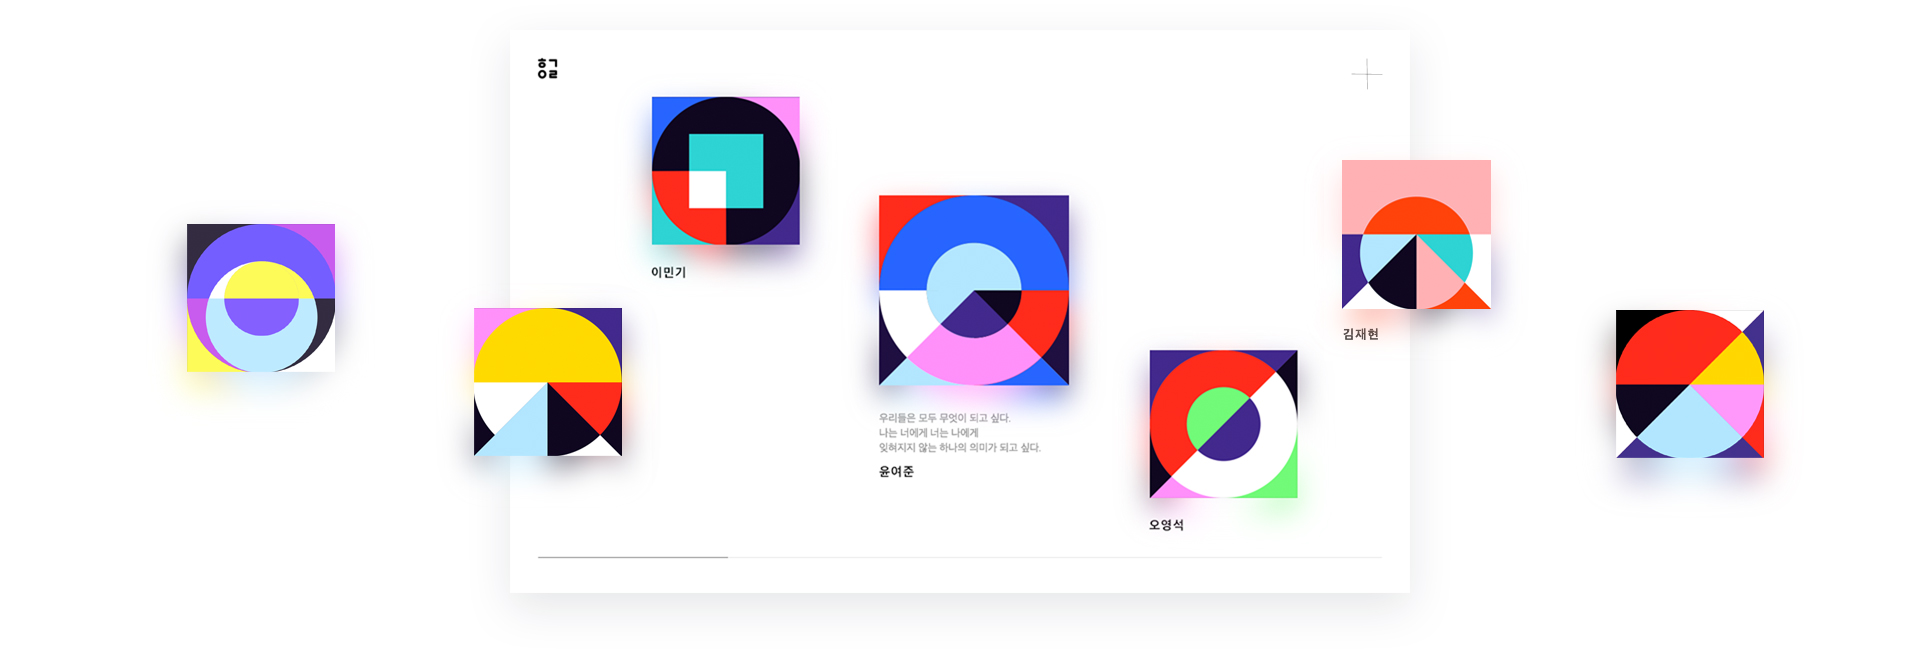 이민기
김재현
우리들은 모두 무엇이 되고 싶다.
나는 너에게 너는 나에게
잊혀지지 않는 하나의 의미가 되고 싶다.
윤여준
오영석